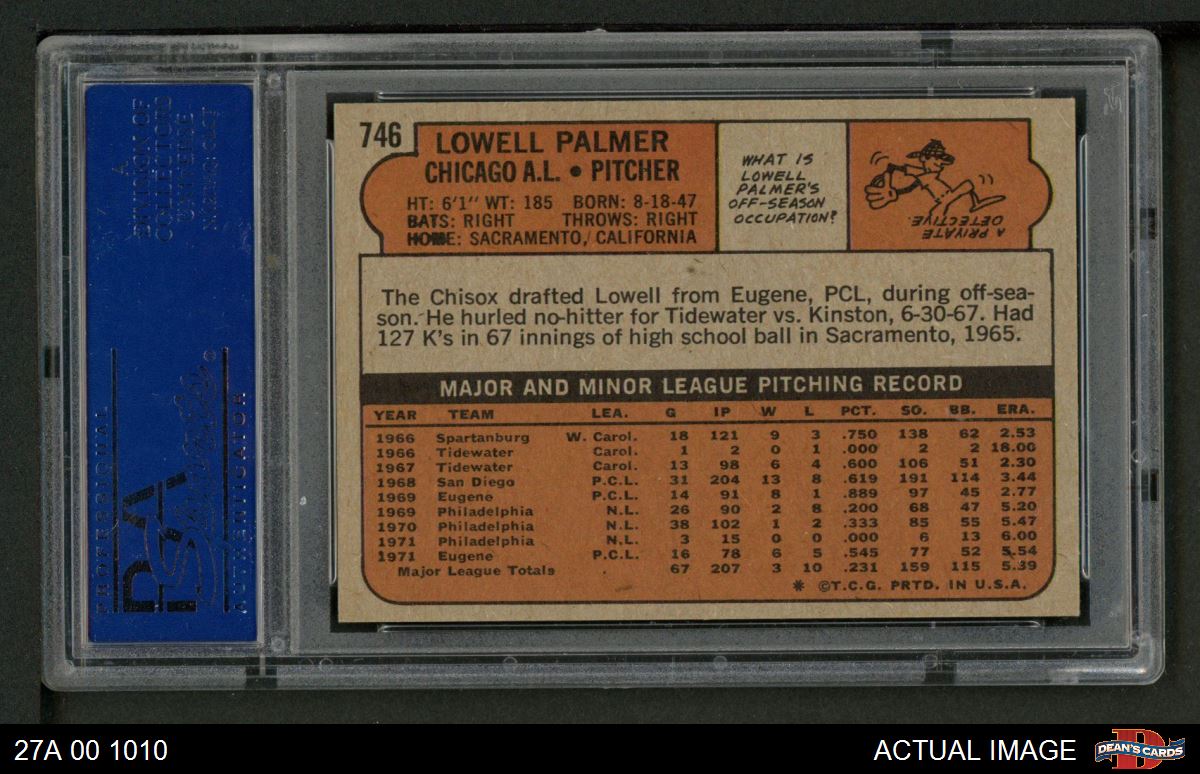 A
DIVISION OF
COLLECTORS
UNIVERSE
NASDAQ: CLCT
PROFESSIONAL
PSA
AUTHENTICATOR
746
LOWELL PALMER
CHICAGO A.L. • PITCHER
HT: 6'1" WT: 185 BORN: 8-18-47
BATS: RIGHT THROWS: RIGHT
HOME: SACRAMENTO, CALIFORNIA
WHAT IS
LOWELL
PALMER'S
OFF-SEASON
OCCUPATION?
A PRIVATE
DETECTIVE.
The Chisox drafted Lowell from Eugene, PCL, during off-sea-
son. He hurled no-hitter for Tidewater vs. Kinston, 6-30-67. Had
127 K's in 67 innings of high school ball in Sacramento, 1965.
MAJOR AND MINOR LEAGUE PITCHING RECORD
YEAR TEAM LEA. G IP W L PCT. SO. BB. ERA.
1966 Spartanburg W. Carol. 18 121 9 3 .750 138 62 2.53
1966 Tidewater Carol. 1 2 0 1 .000 2 2 18.00
1967 Tidewater Carol. 13 98 6 4 .600 106 51 2.30
1968 San Diego P.C.L. 31 204 13 8 .619 191 114 3.44
1969 Eugene P.C.L. 14 91 8 1 .889 97 45 2.77
1969 Philadelphia N.L. 26 90 2 8 .200 68 47 5.20
1970 Philadelphia N.L. 38 102 1 2 .333 85 55 5.47
1971 Philadelphia N.L. 3 15 0 0 .000 6 13 6.00
1971 Eugene P.C.L. 16 78 6 5 .545 77 52 5.54
Major League Totals 67 207 3 10 .231 159 115 5.39
* ©T.C.G. PRTD. IN U.S.A.
27A 00 1010
ACTUAL IMAGE
D
DEAN'S CARDS